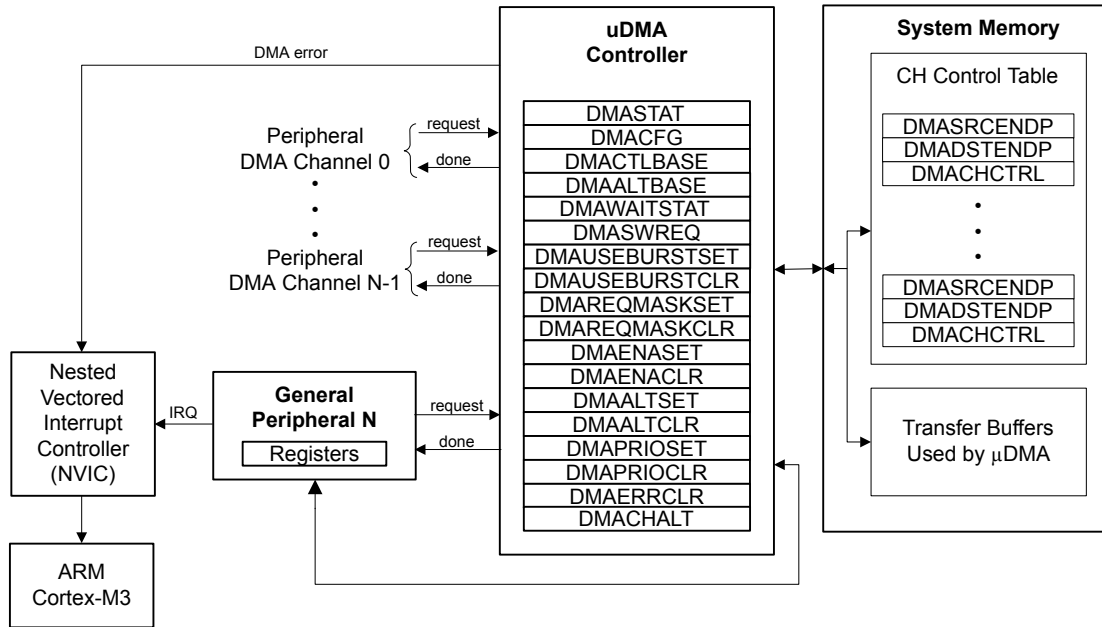 DMA error
Peripheral
DMA Channel 0
request
done
Peripheral
DMA Channel N-1
request
done
Nested
Vectored
Interrupt
Controller
(NVIC)
IRQ
General
Peripheral N
Registers
request
done
ARM
Cortex-M3
uDMA
Controller
DMASTAT
DMACFG
DMACTLBASE
DMAALTBASE
DMAWAITSTAT
DMASWREQ
DMAUSEBURSTSET
DMAUSEBURSTCLR
DMAREQMASKSET
DMAREQMASKCLR
DMAENASET
DMAENACLR
DMAALTSET
DMAALTCLR
DMAPRIOSET
DMAPRIOCLR
DMAERRCLR
DMACHALT
System Memory
CH Control Table
DMASRCENDP
DMADSTENDP
DMACHCTRL
DMASRCENDP
DMADSTENDP
DMACHCTRL
Transfer Buffers
Used by μDMA